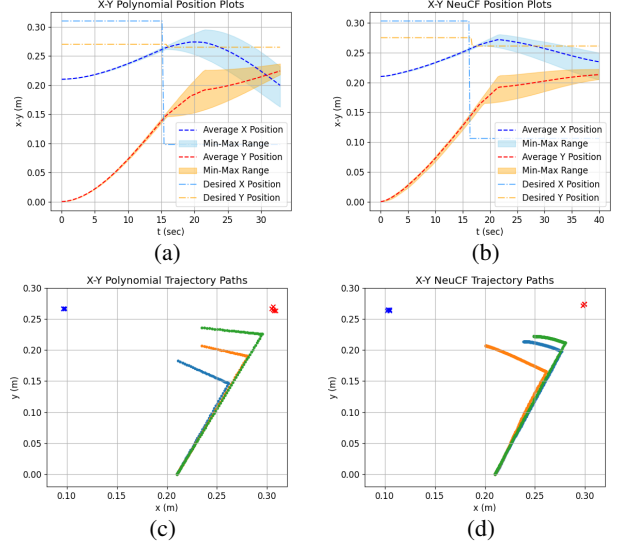 X-Y Polynomial Position Plots
x-y (m)
0.30
0.25
0.20
0.15
0.10
0.05
0.00
Average X Position
Min-Max Range
Average Y Position
Min-Max Range
Desired X Position
Desired Y Position
0 5 10 15 20 25 30
t (sec)
(a)
X-Y NeuCF Position Plots
x-y (m)
0.30
0.25
0.20
0.15
0.10
0.05
0.00
Average X Position
Min-Max Range
Average Y Position
Min-Max Range
Desired X Position
Desired Y Position
0 5 10 15 20 25 30 35 40
t (sec)
(b)
X-Y Polynomial Trajectory Paths
y (m)
0.30
0.25
0.20
0.15
0.10
0.05
0.00
0.10 0.15 0.20 0.25 0.30
x (m)
(c)
X-Y NeuCF Trajectory Paths
y (m)
0.30
0.25
0.20
0.15
0.10
0.05
0.00
0.10 0.15 0.20 0.25 0.30
x (m)
(d)